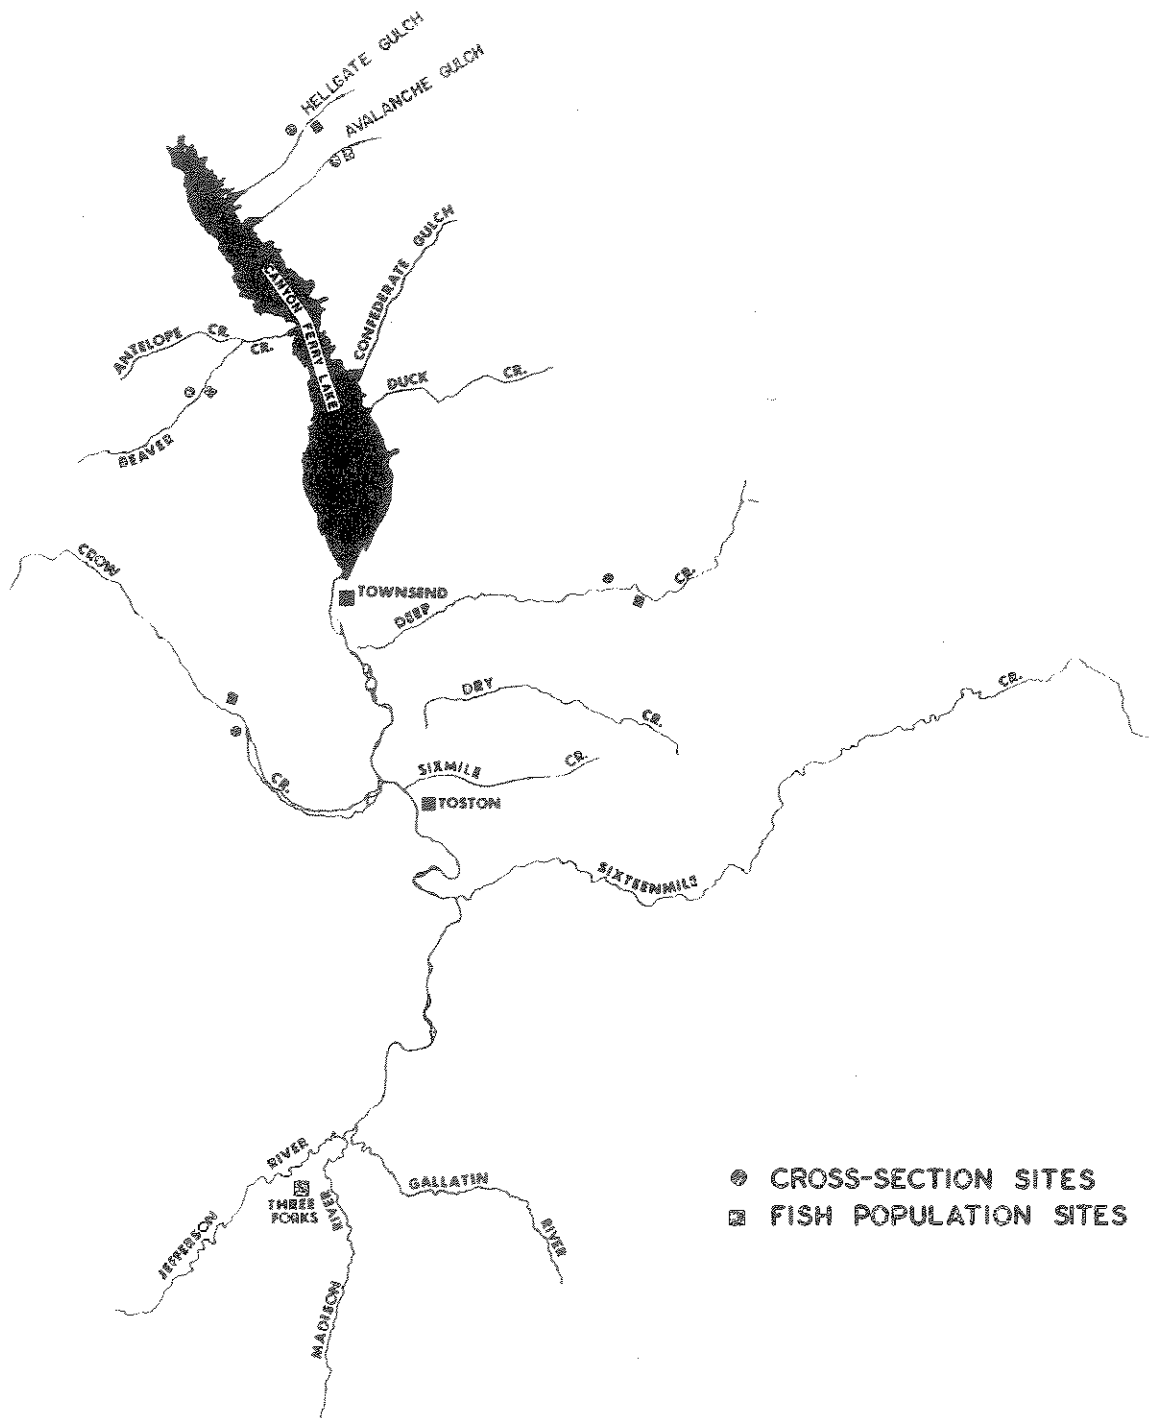 HELLGATE GULCH
AVALANCHE GULCH
CONFEDERATE GULCH
CANYON FERRY LAKE
ANTELOPE CR.
CR.
DUCK CR.
BEAVER
CROW
TOWNSEND
DEEP CR.
DRY CR.
CR.
SIXMILE CR.
TOSTON
SIXTEENMILE CR.
RIVER
THREE
FORKS
RIVER
GALLATIN
RIVER
JEFFERSON
MADISON
CROSS-SECTION SITES
FISH POPULATION SITES